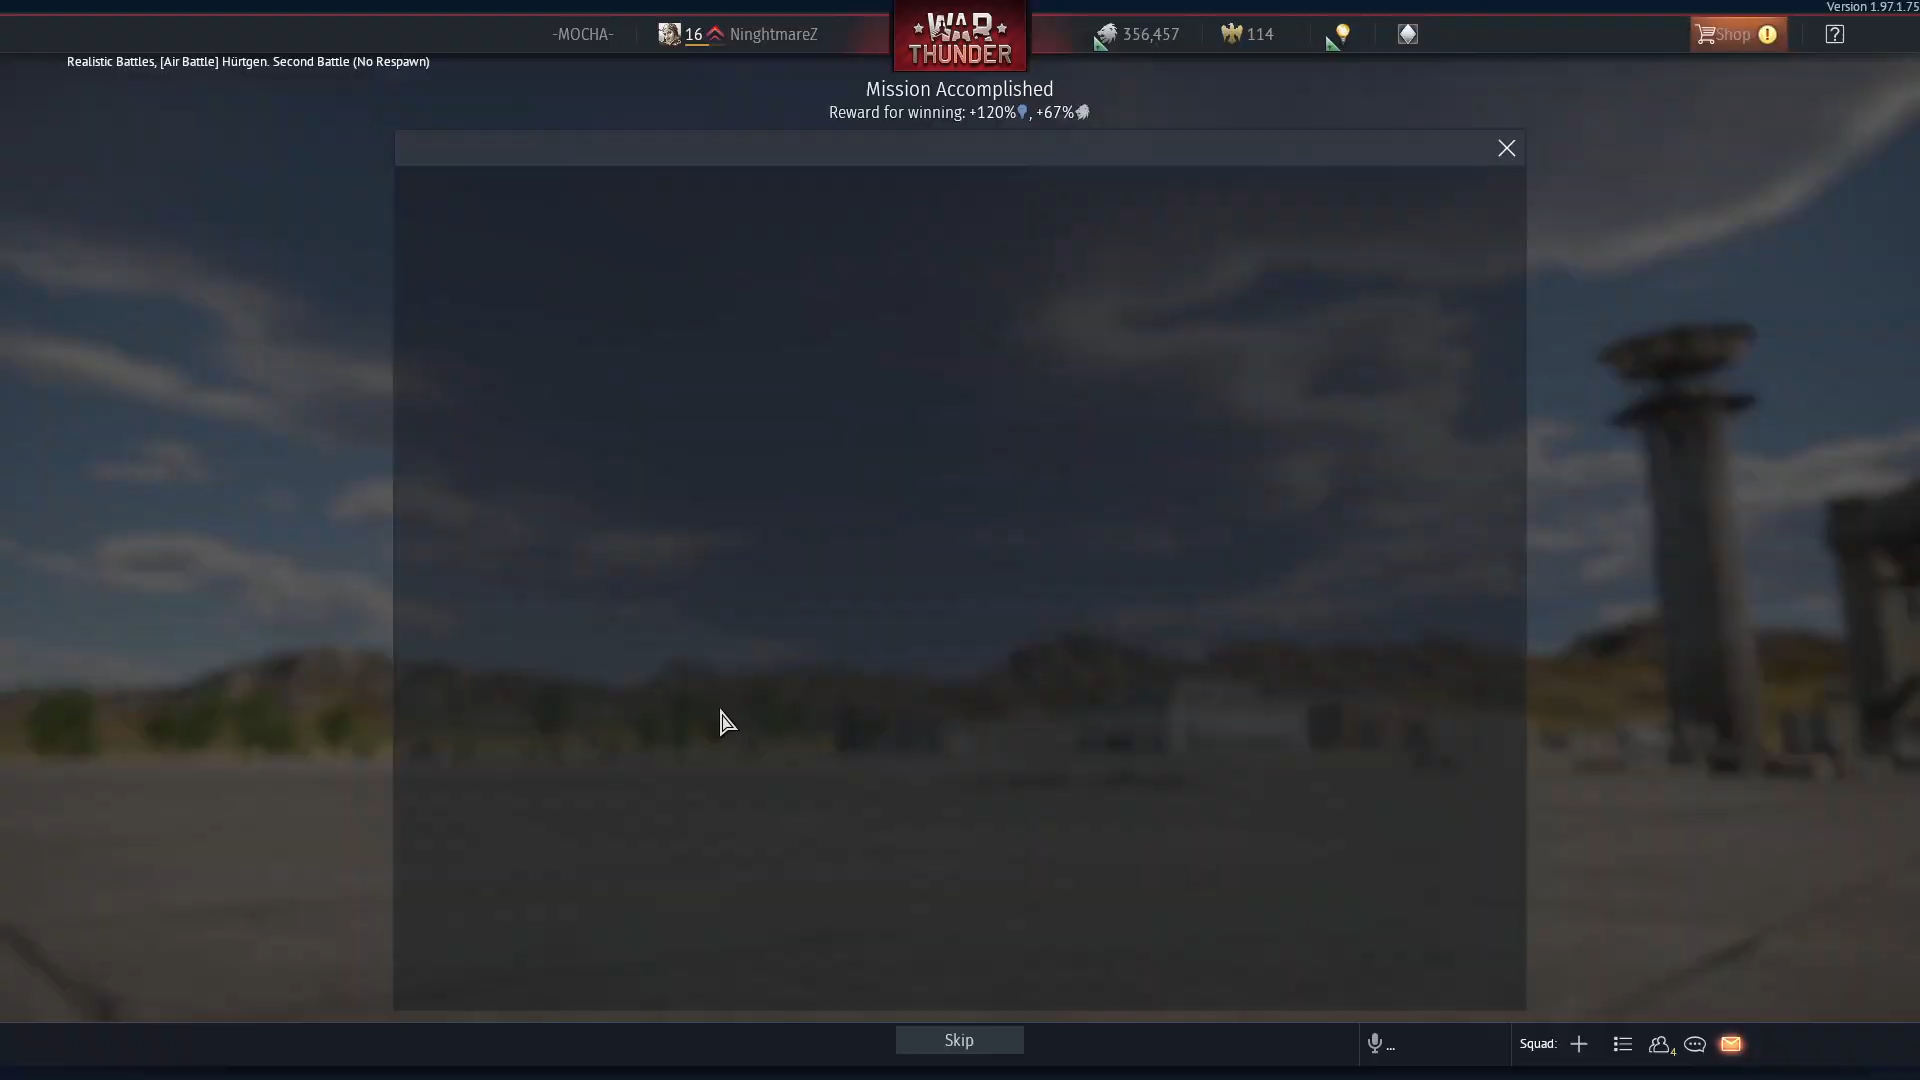 Version 1.97.1.75
-MOCHA-
16 NinghtmareZ
WAR THUNDER
356,457
114
Shop
Realistic Battles, [Air Battle] Hürtgen. Second Battle (No Respawn)
Mission Accomplished
Reward for winning: +120%, +67%
Skip
...
Squad:
4